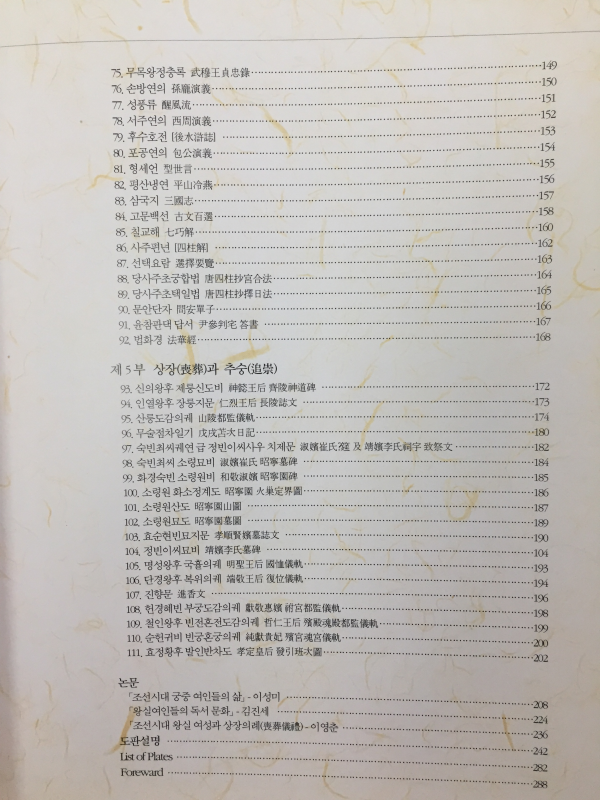 75. 무목왕정충록 武穆王貞忠錄 149
76. 손방연의 孫龐演義 150
77. 성풍류 醒風流 151
78. 서주연의 西周演義 152
79. 후수호전 [後水滸誌] 153
80. 포공연의 包公演義 154
81. 형세언 型世言 155
82. 평산냉연 平山冷燕 156
83. 삼국지 三國志 157
84. 고문백선 古文百選 158
85. 칠교해 七巧解 160
86. 사주편년 [四柱解] 162
87. 선택요람 選擇要覽 163
88. 당사주초궁합법 唐四柱抄宮合法 164
89. 당사주초택일법 唐四柱抄擇日法 165
90. 문안단자 問安單子 166
91. 윤참판댁 답서 尹參判宅 答書 167
92. 법화경 法華經 168
제5부 상장(喪葬)과 추숭(追崇)
93. 신의왕후 제릉신도비 神懿王后 齊陵神道碑 172
94. 인열왕후 장릉지문 仁烈王后 長陵誌文 173
95. 산릉도감의궤 山陵都監儀軌 174
96. 무술점차일기 戊戌苫次日記 180
97. 숙빈최씨궤연 급 정빈이씨사우 치제문 淑嬪崔氏筵 及 靖嬪李氏祠宇 致祭文 182
98. 숙빈최씨 소령묘비 淑嬪崔氏 昭寧墓碑 184
99. 화경숙빈 소령원비 和敬淑嬪 昭寧園碑 185
100. 소령원 화소정계도 昭寧園 火巢定界圖 186
101. 소령원산도 昭寧園山圖 187
102. 소령원묘도 昭寧園墓圖 189
103. 효순현빈묘지문 孝順賢嬪墓誌文 190
104. 정빈이씨묘비 靖嬪李氏墓碑 104
105. 명성왕후 국휼의궤 明聖王后 國恤儀軌 193
106. 단경왕후 복위의궤 端敬王后 復位儀軌 194
107. 진향문 進香文 196
108. 헌경혜빈 부궁도감의궤 獻敬惠嬪 祔宮都監儀軌 198
109. 철인왕후 빈전혼전도감의궤 哲仁王后 殯殿魂殿都監儀軌 199
110. 순헌귀비 빈궁혼궁의궤 純獻貴妃 殯宮魂宮儀軌 200
111. 효정황후 발인반차도 孝定皇后 發引班次圖 202
논문
「조선시대 궁중 여인들의 삶」 - 이성미 208
「왕실여인들의 독서 문화」 - 김진세 224
「조선시대 왕실 여성과 상장의례(喪葬儀禮)」 - 이영춘 236
도판설명 242
List of Plates 282
Foreward 288